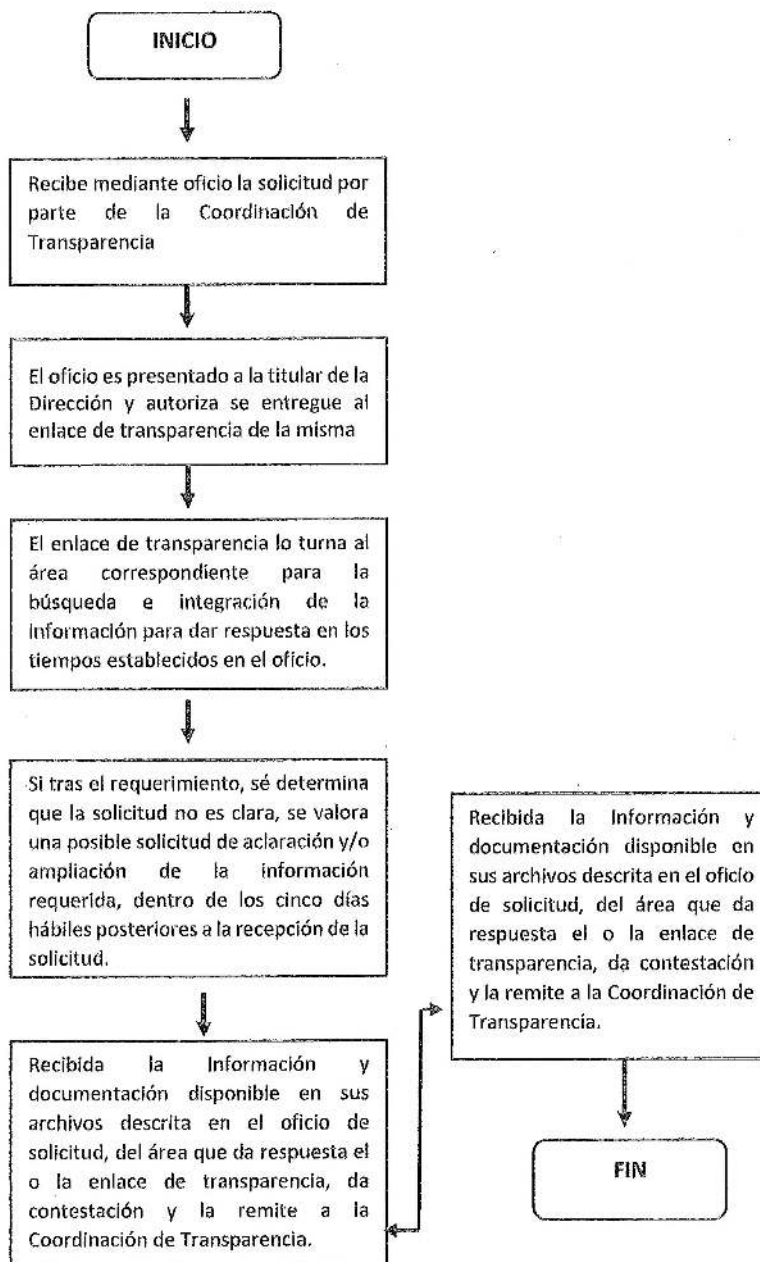 INICIO
Recibe mediante oficio la solicitud por
parte de la Coordinación de
Transparencia
El oficio es presentado a la titular de la
Dirección y autoriza se entregue al
enlace de transparencia de la misma
El enlace de transparencia lo turna al
área correspondiente para la
búsqueda e integración de la
información para dar respuesta en los
tiempos establecidos en el oficio.
Si tras el requerimiento, sé determina
que la solicitud no es clara, se valora
una posible solicitud de aclaración y/o
ampliación de la información
requerida, dentro de los cinco días
hábiles posteriores a la recepción de la
solicitud.
Recibida la Información y
documentación disponible en sus
archivos descrita en el oficio de
solicitud, del área que da respuesta el
o la enlace de transparencia, da
contestación y la remite a la
Coordinación de Transparencia.
Recibida la Información y
documentación disponible en
sus archivos descrita en el oficio
de solicitud, del área que da
respuesta el o la enlace de
transparencia, da contestación
y la remite a la Coordinación de
Transparencia.
FIN